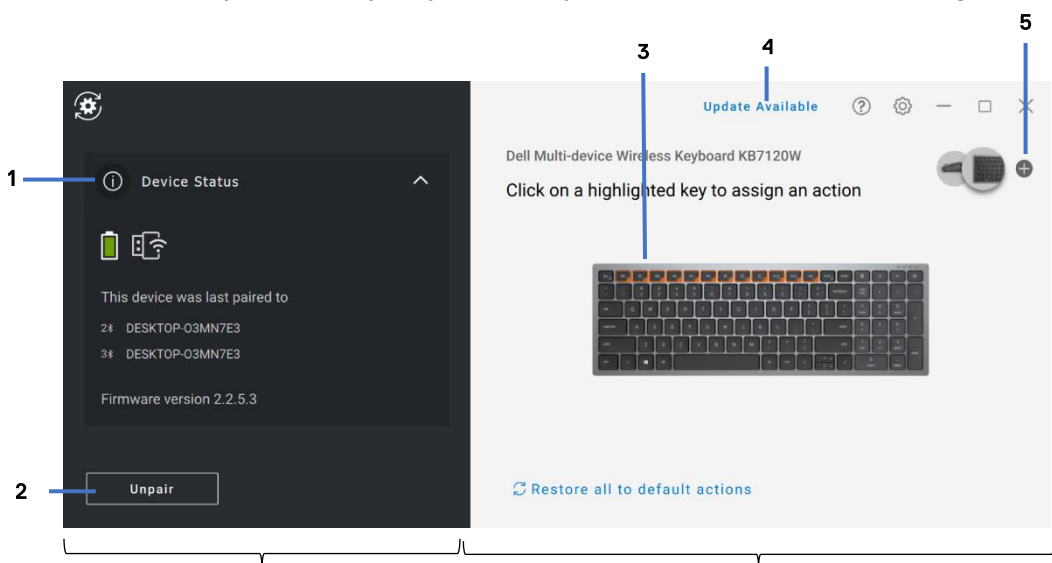 5
4
3
Update Available
Dell Multi-device Wireless Keyboard KB7120W
1
Device Status
Click on a highlighted key to assign an action
This device was last paired to
2 DESKTOP-O3MN7E3
3 DESKTOP-O3MN7E3
Firmware version 2.2.5.3
2
Unpair
Restore all to default actions